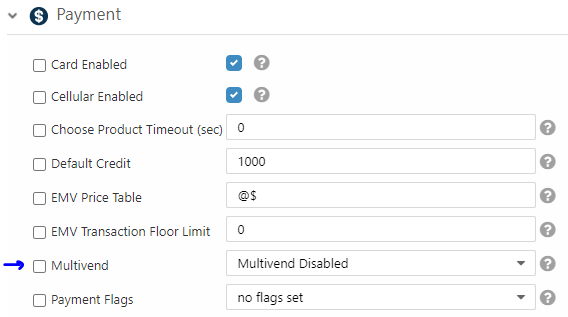 $ Payment
Card Enabled ?
Cellular Enabled ?
Choose Product Timeout (sec) 0 ?
Default Credit 1000 ?
EMV Price Table @$ ?
EMV Transaction Floor Limit 0 ?
Multivend Multivend Disabled ?
Payment Flags no flags set ?